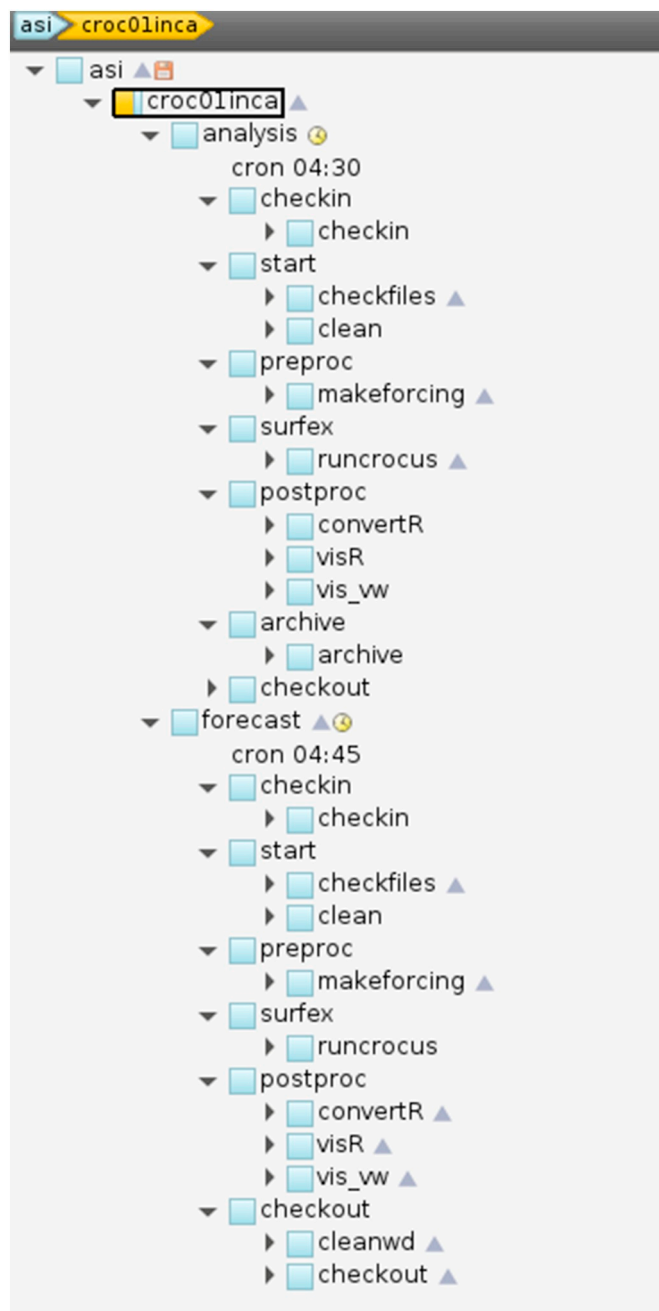 asi croc01inca
asi
croc01inca
analysis
cron 04:30
checkin
checkin
start
checkfiles
clean
preproc
makeforcing
surfex
runcrocus
postproc
convertR
visR
vis_vw
archive
archive
checkout
forecast
cron 04:45
checkin
checkin
start
checkfiles
clean
preproc
makeforcing
surfex
runcrocus
postproc
convertR
visR
vis_vw
checkout
cleanwd
checkout